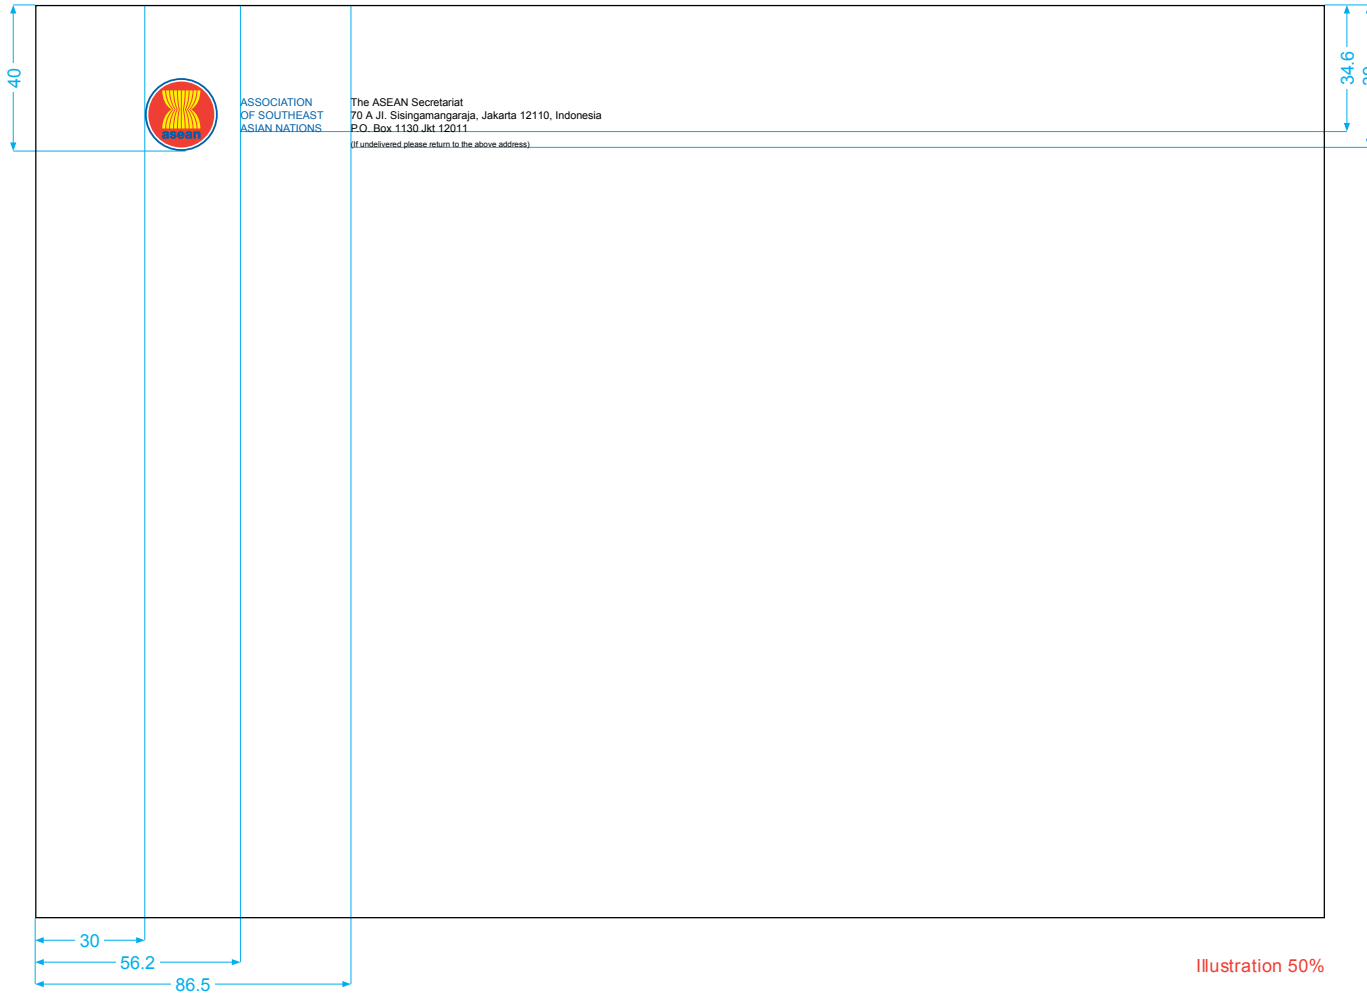 40
34.6
asean
ASSOCIATION
OF SOUTHEAST
ASIAN NATIONS
The ASEAN Secretariat
70 A Jl. Sisingamangaraja, Jakarta 12110, Indonesia
P.O. Box 1130 Jkt 12011
(If undelivered please return to the above address)
30
56.2
86.5
Illustration 50%